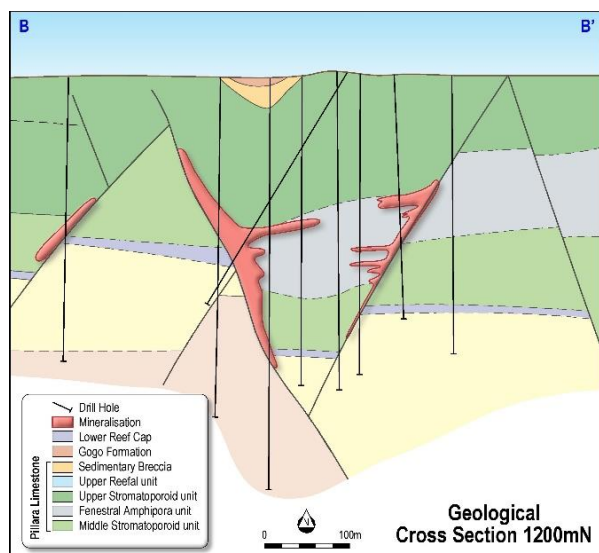 B
B'
Drill Hole
Mineralisation
Lower Reef Cap
Gogo Formation
Sedimentary Breccia
Upper Reefal unit
Upper Stromatoporoid unit
Fenestral Amphipora unit
Middle Stromatoporoid unit
Pillara Limestone
N
0 100m
Geological
Cross Section 1200mN